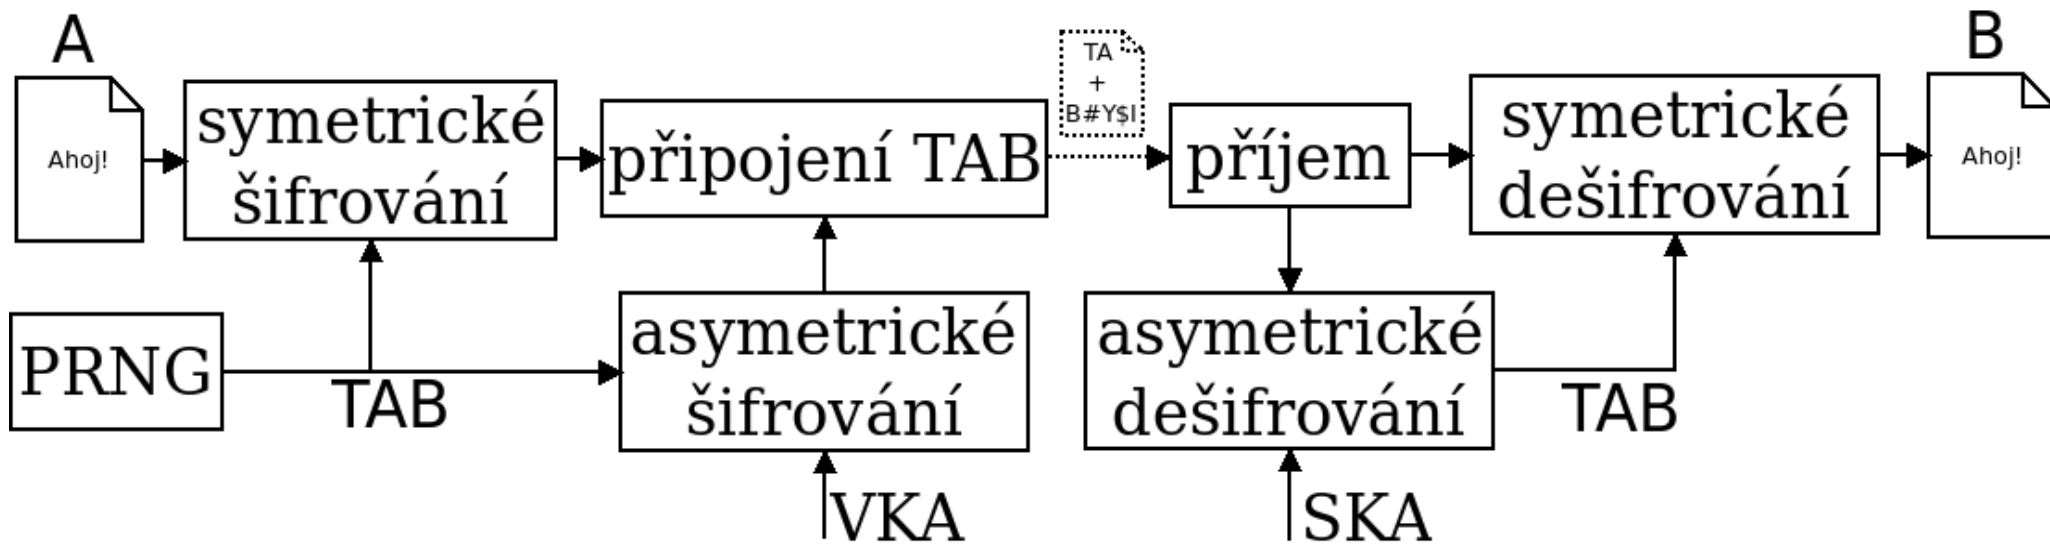 A
Ahoj!
symetrické
šifrování
připojení TAB
TA
+
B#Y$I
příjem
symetrické
dešifrování
B
Ahoj!
PRNG
TAB
asymetrické
šifrování
VKA
asymetrické
dešifrování
SKA
TAB